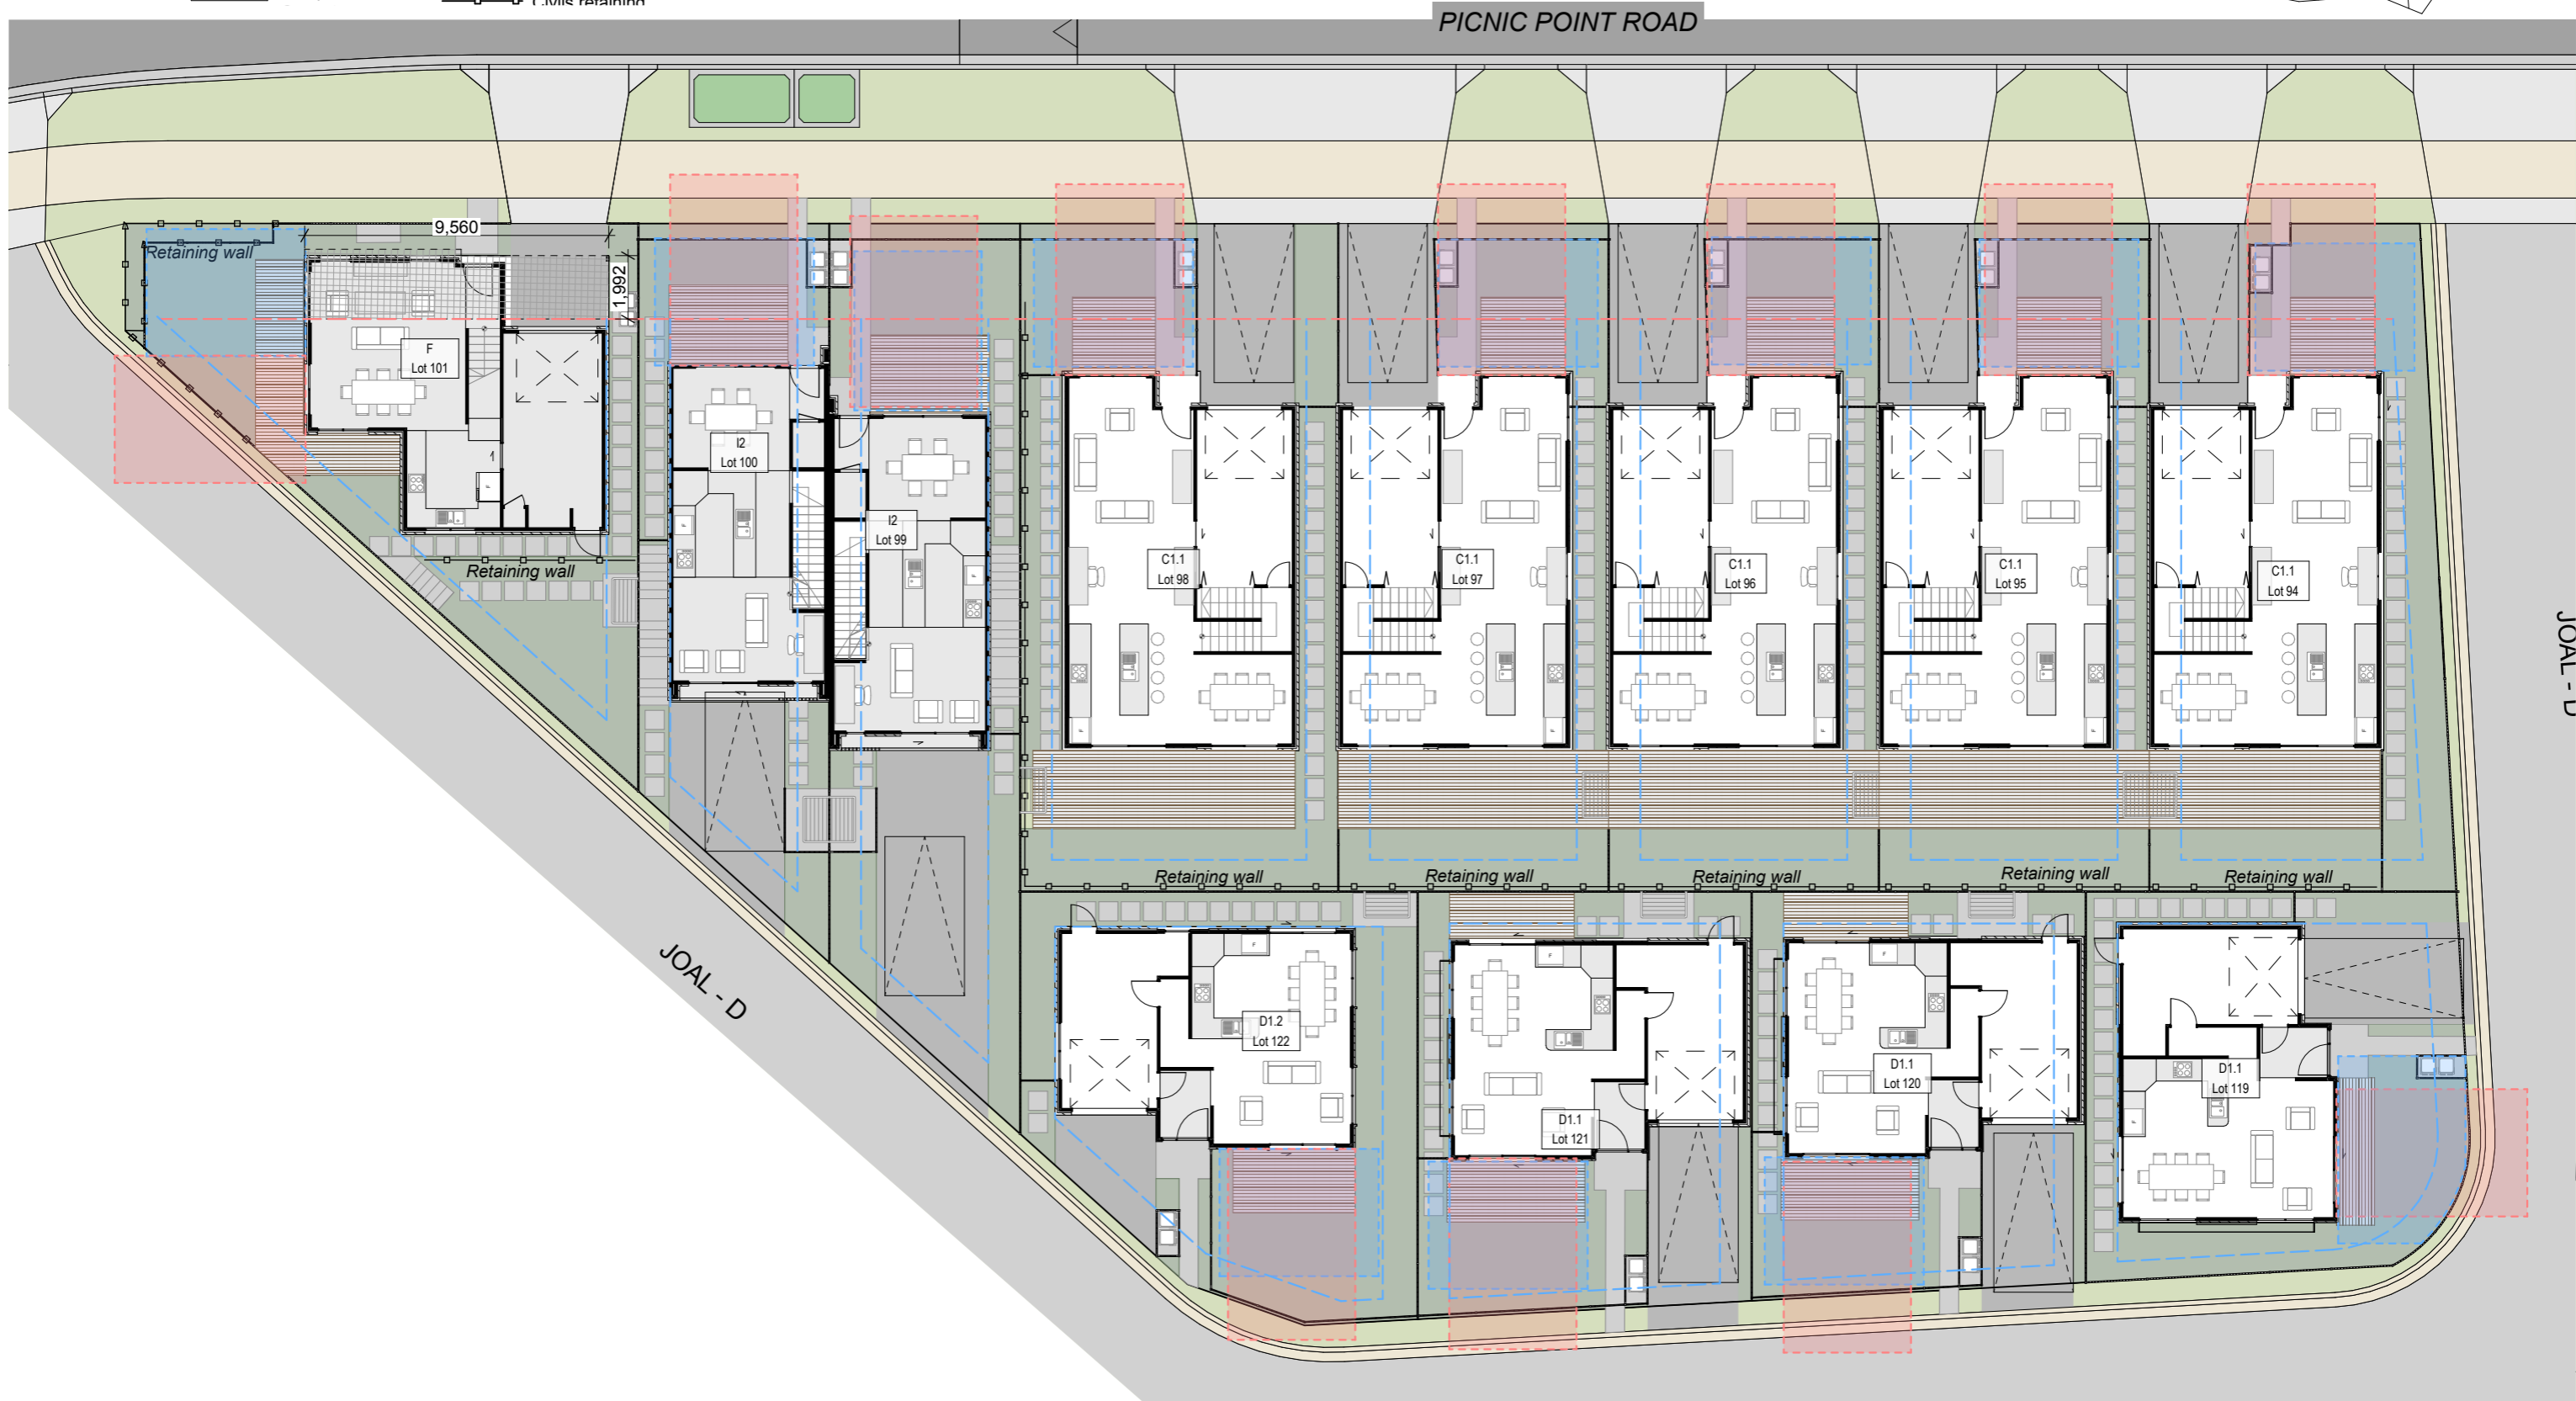 Civils retaining
PICNIC POINT ROAD
9,560
Retaining wall
1,992
F
Lot 101
Retaining wall
I2
Lot 100
I2
Lot 99
C1.1
Lot 98
C1.1
Lot 97
C1.1
Lot 96
C1.1
Lot 95
C1.1
Lot 94
JOAL - D
Retaining wall
Retaining wall
Retaining wall
Retaining wall
Retaining wall
JOAL - D
D1.2
Lot 122
D1.1
Lot 121
D1.1
Lot 120
D1.1
Lot 119